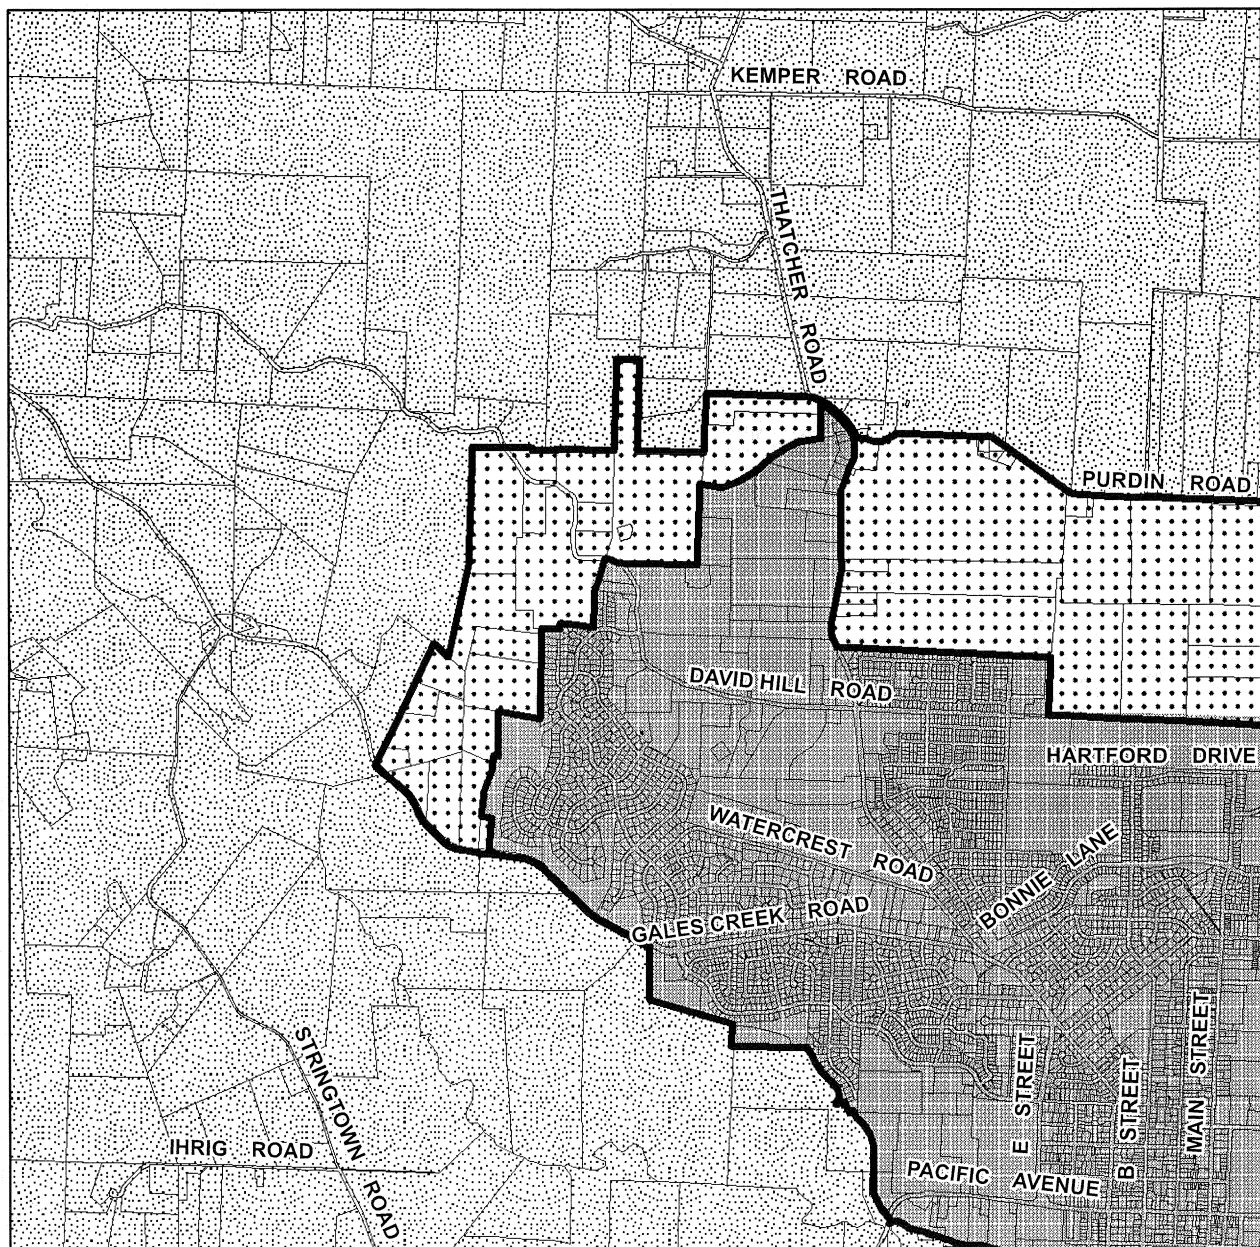 KEMPER ROAD
THATCHER ROAD
PURDIN ROAD
DAVID HILL ROAD
HARTFORD DRIVE
WATERCREST ROAD
BONNIE LANE
GALES CREEK ROAD
STRINGTOWN ROAD
E STREET
B STREET
MAIN STREET
IHRIG ROAD
PACIFIC AVENUE